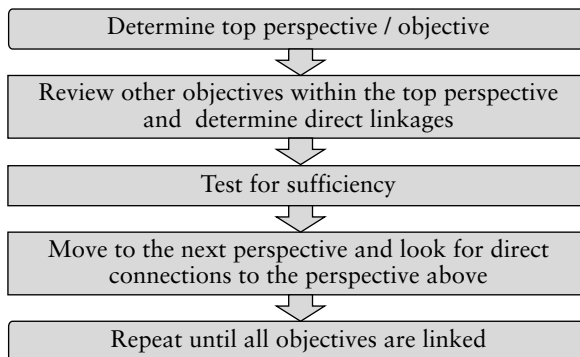 Determine top perspective / objective
Review other objectives within the top perspective
and determine direct linkages
Test for sufficiency
Move to the next perspective and look for direct
connections to the perspective above
Repeat until all objectives are linked